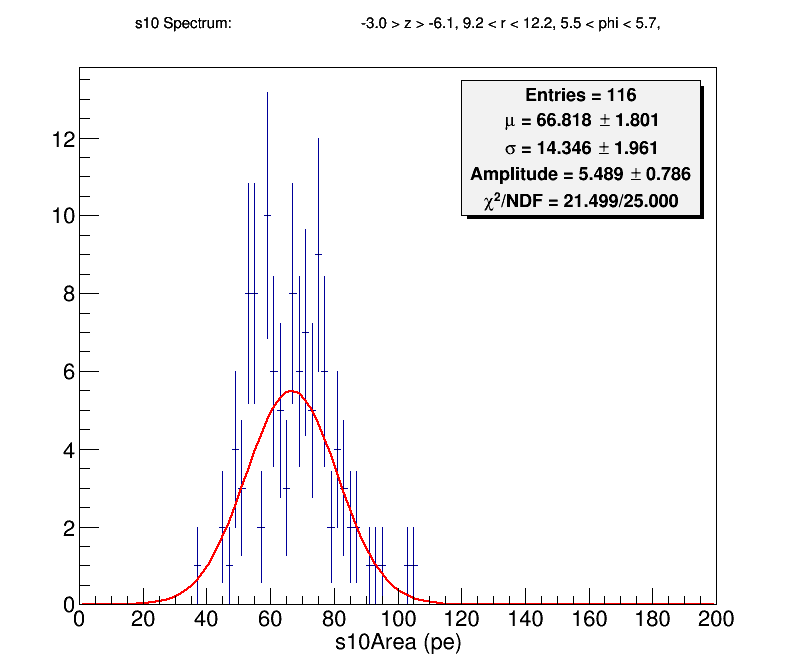 s10 Spectrum: -3.0 > z > -6.1, 9.2 < r < 12.2, 5.5 < phi < 5.7,
Entries = 116
μ = 66.818 ± 1.801
σ = 14.346 ± 1.961
Amplitude = 5.489 ± 0.786
χ²/NDF = 21.499/25.000
12
10
8
6
4
2
0
0 20 40 60 80 100 120 140 160 180 200
s10Area (pe)